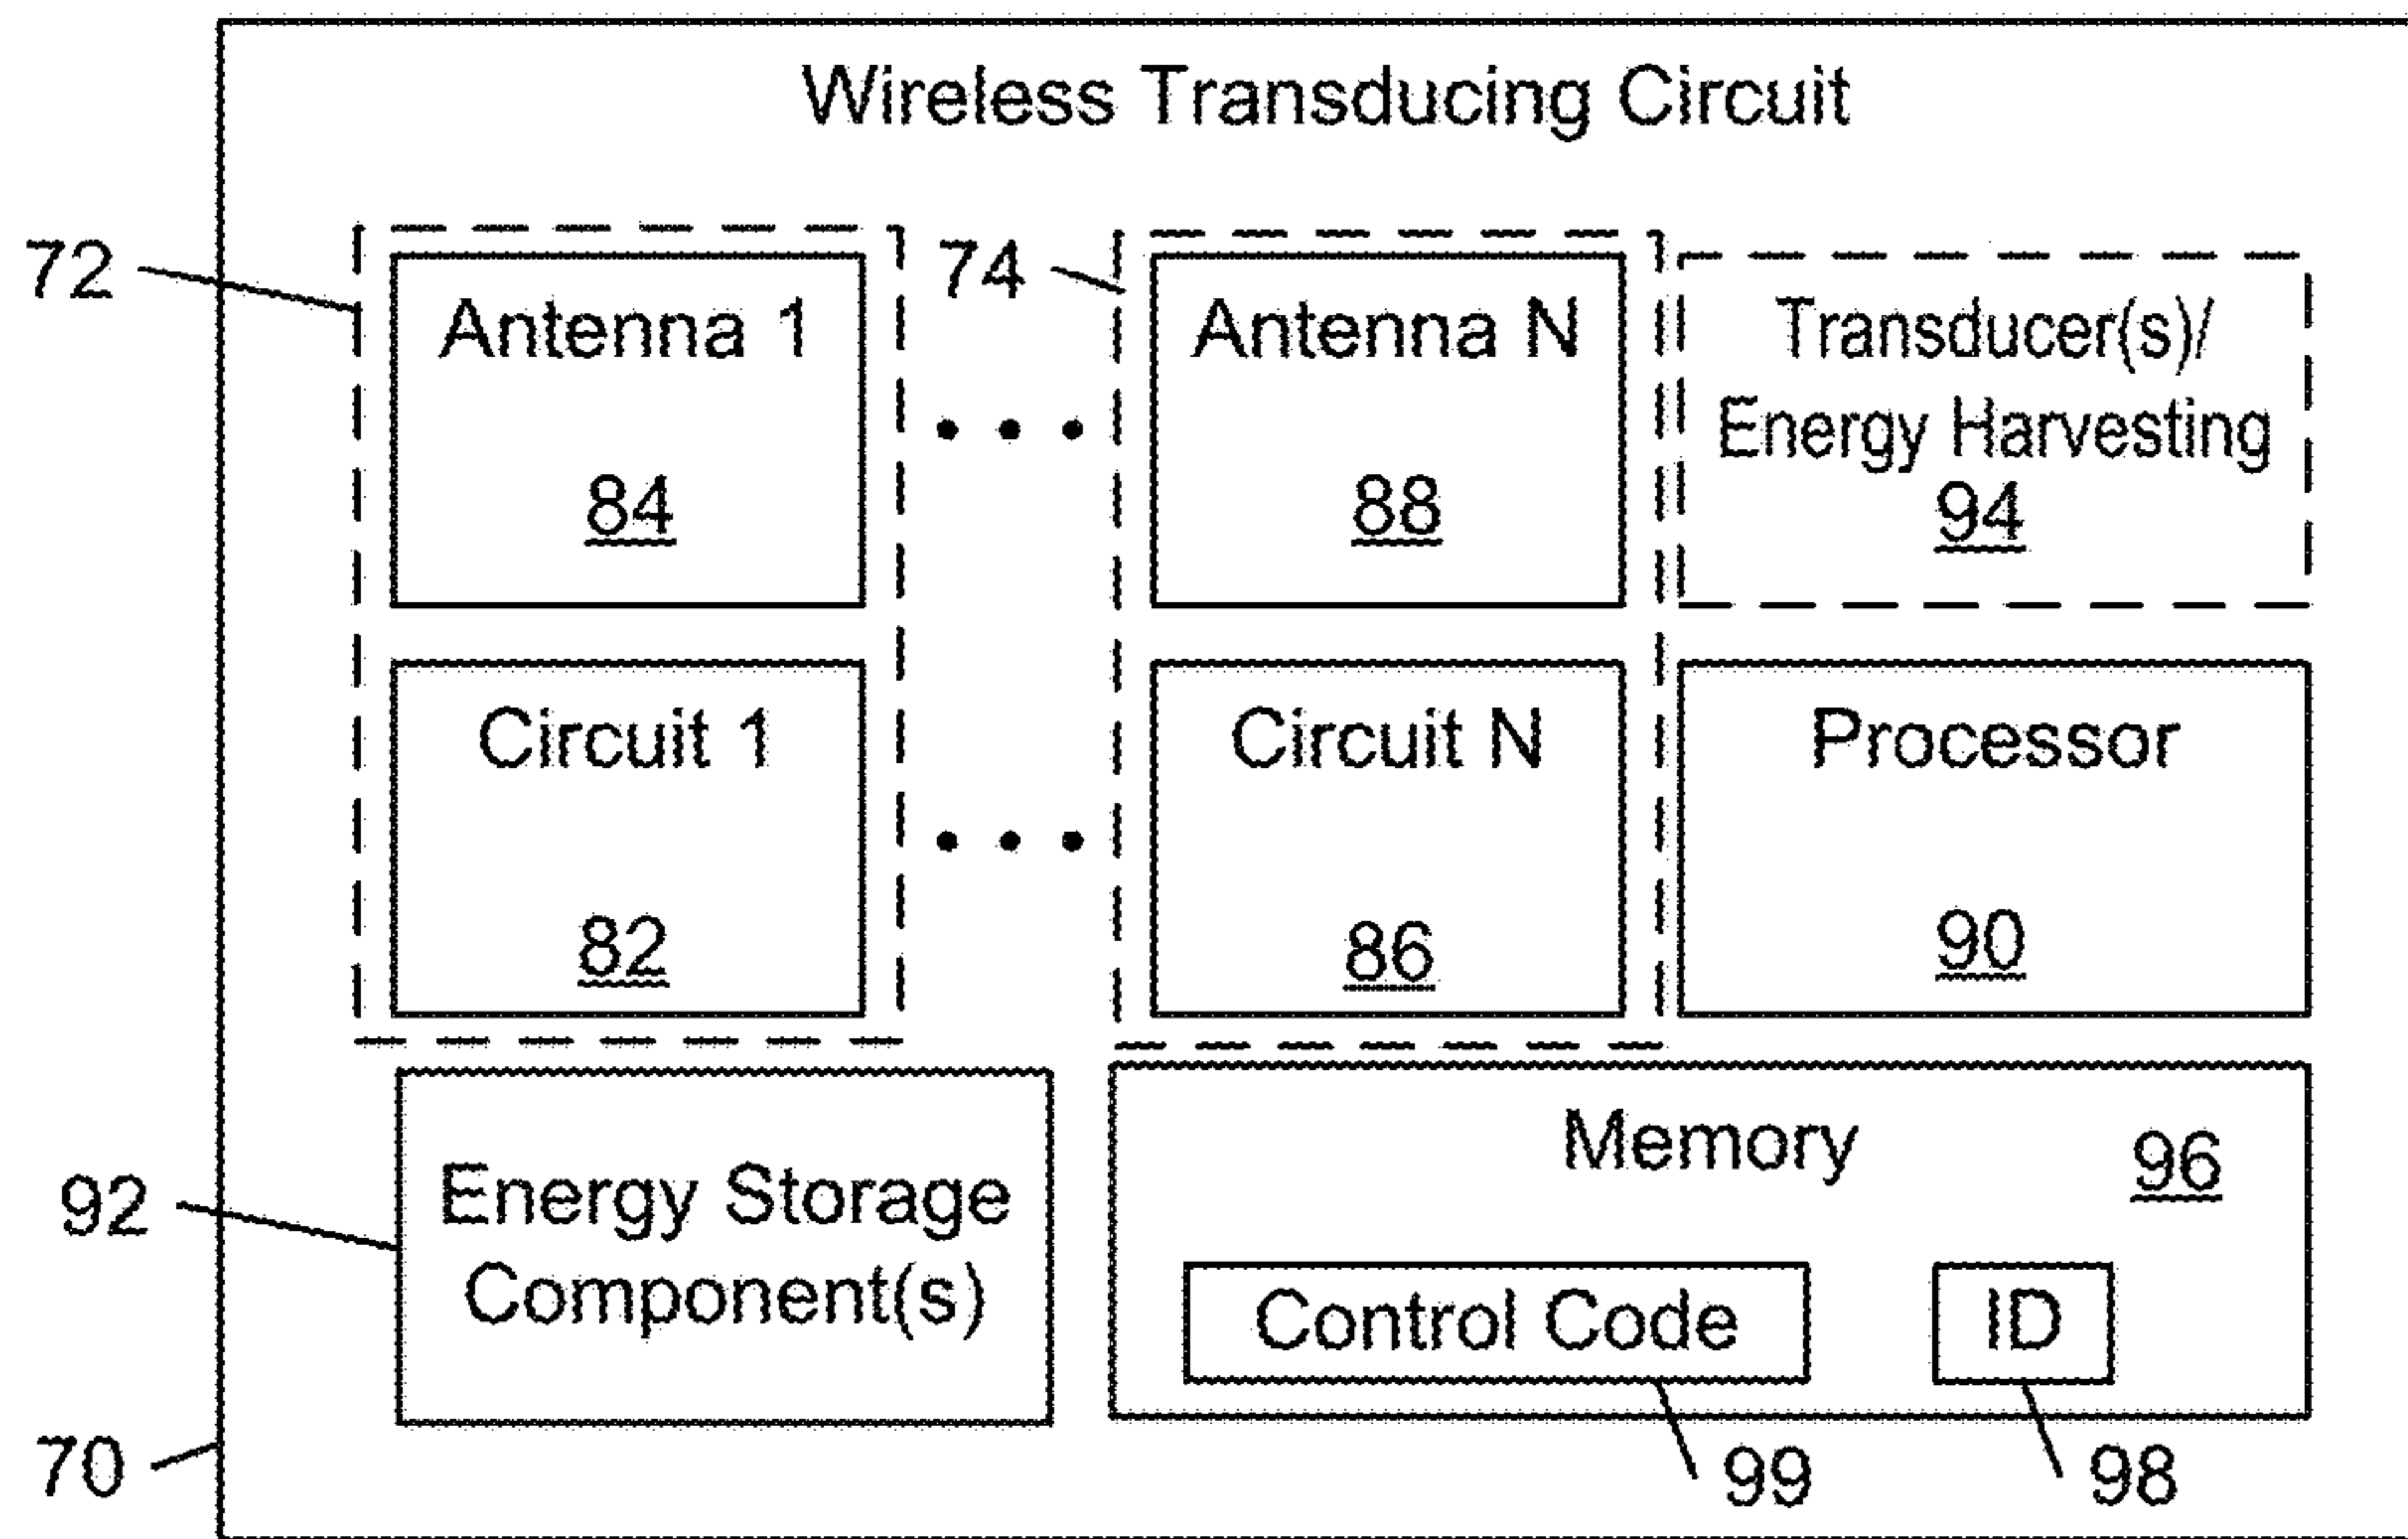 Wireless Transducing Circuit
72
Antenna 1
84
74
Antenna N
88
Transducer(s)/
Energy Harvesting
94
Circuit 1
82
Circuit N
86
Processor
90
92
Energy Storage
Component(s)
Memory
96
Control Code
ID
70
99
98